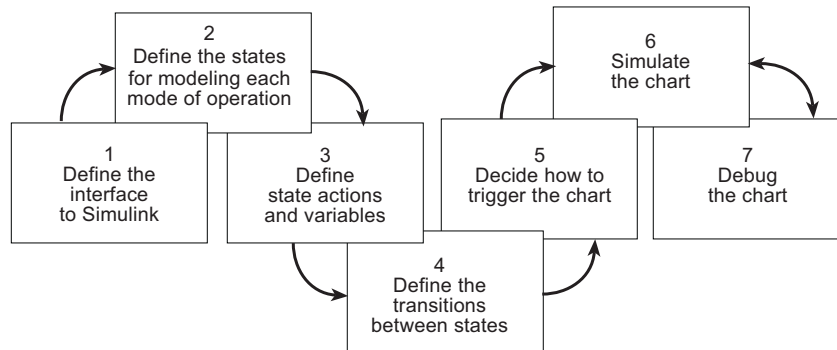 1
Define the
interface
to Simulink
2
Define the states
for modeling each
mode of operation
3
Define
state actions
and variables
4
Define the
transitions
between states
5
Decide how to
trigger the chart
6
Simulate
the chart
7
Debug
the chart